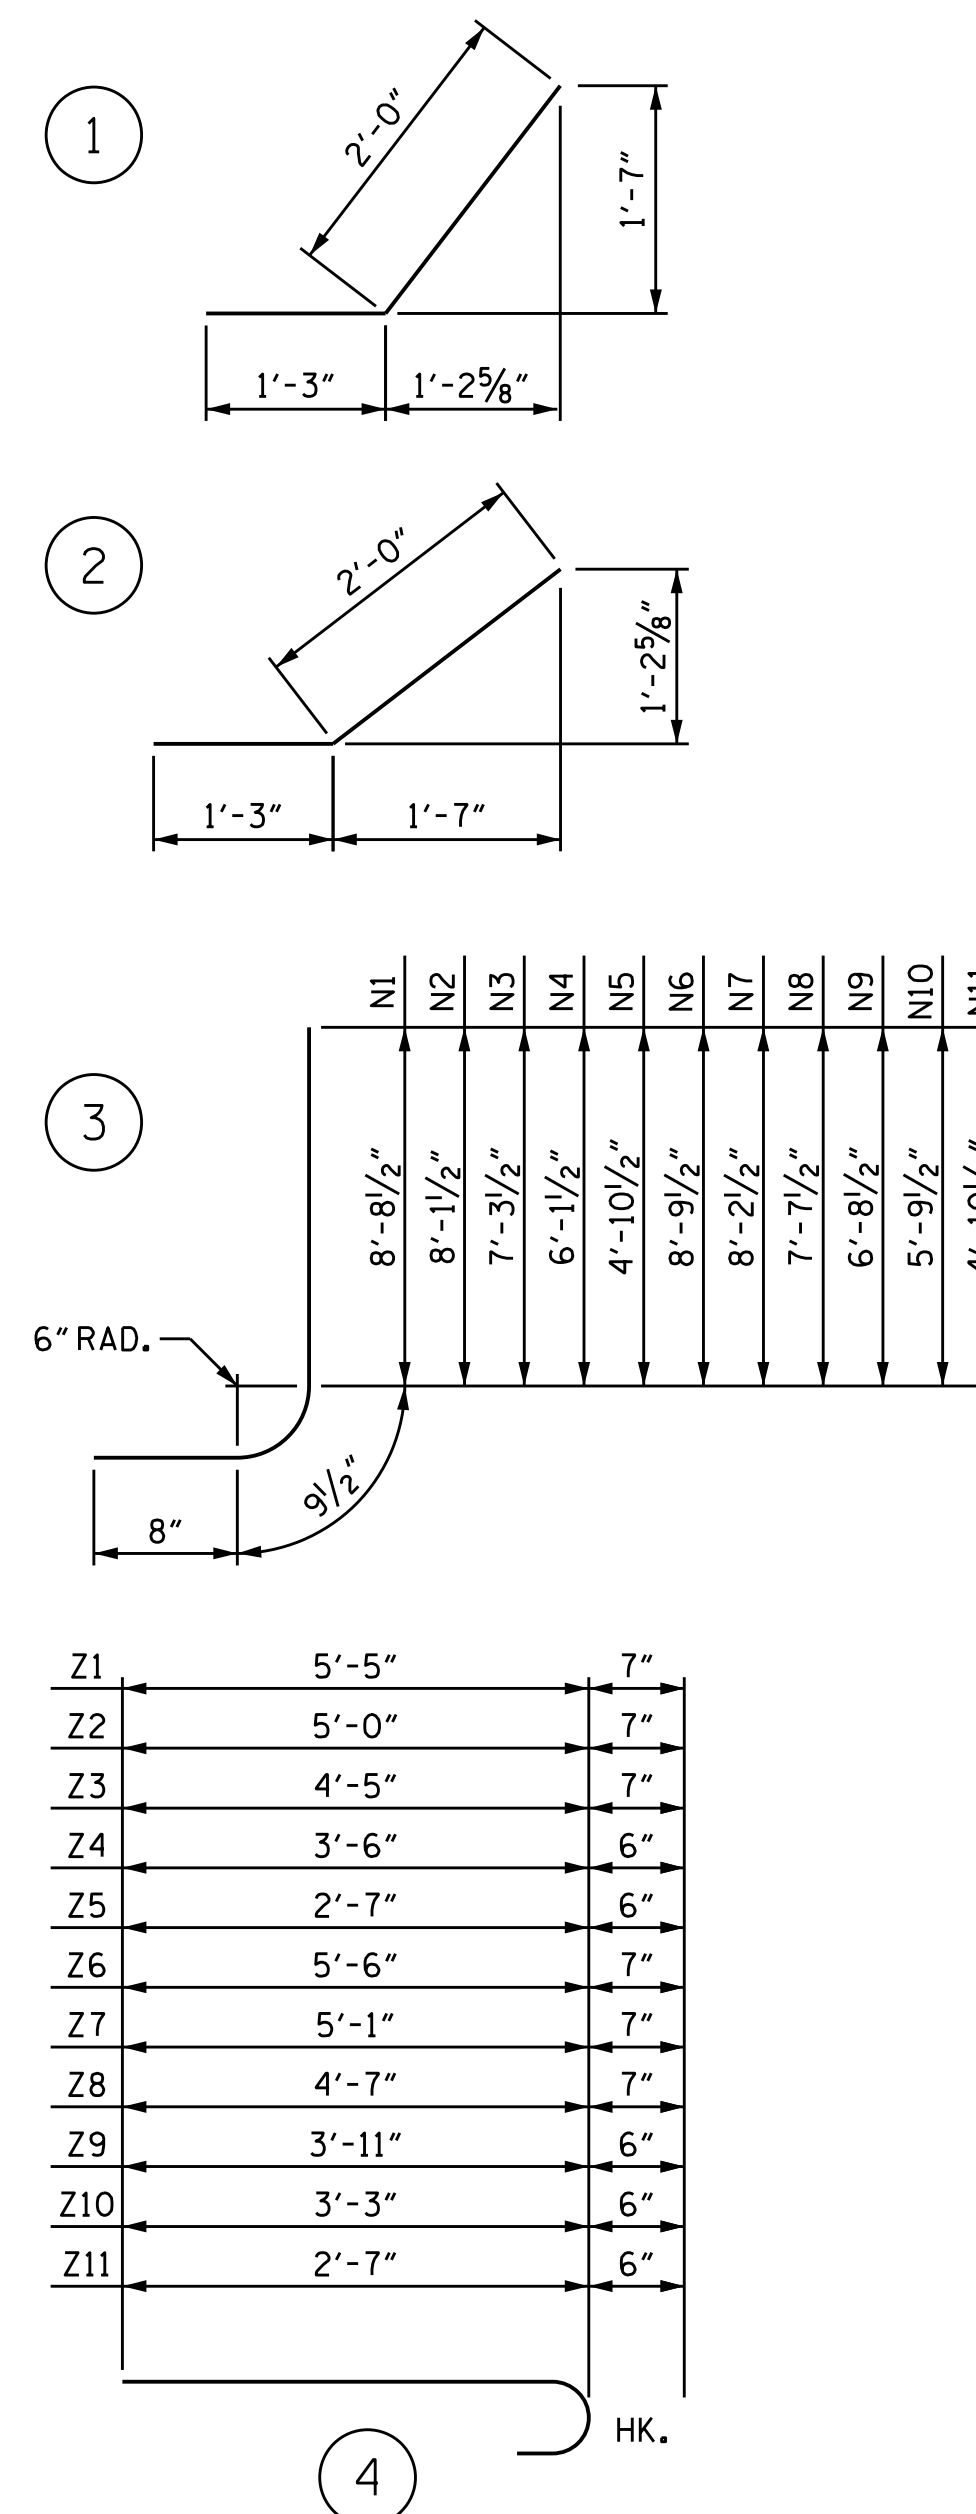 1
2'-0"
1'-7"
1'-3"
1'-2⅝"
2
2'-0"
1'-2⅝"
1'-3"
1'-7"
N1 N2 N3 N4 N5 N6 N7 N8 N9 N10 N11
3
8'-8½" 8'-1½" 7'-3½" 6'-1½" 4'-10½" 8'-9½" 8'-2½" 7'-7½" 6'-8½" 5'-9½" 4'-10½"
6" RAD.
9½"
8"
Z1 5'-5" 7"
Z2 5'-0" 7"
Z3 4'-5" 7"
Z4 3'-6" 6"
Z5 2'-7" 6"
Z6 5'-6" 7"
Z7 5'-1" 7"
Z8 4'-7" 7"
Z9 3'-11" 6"
Z10 3'-3" 6"
Z11 2'-7" 6"
HK.
4